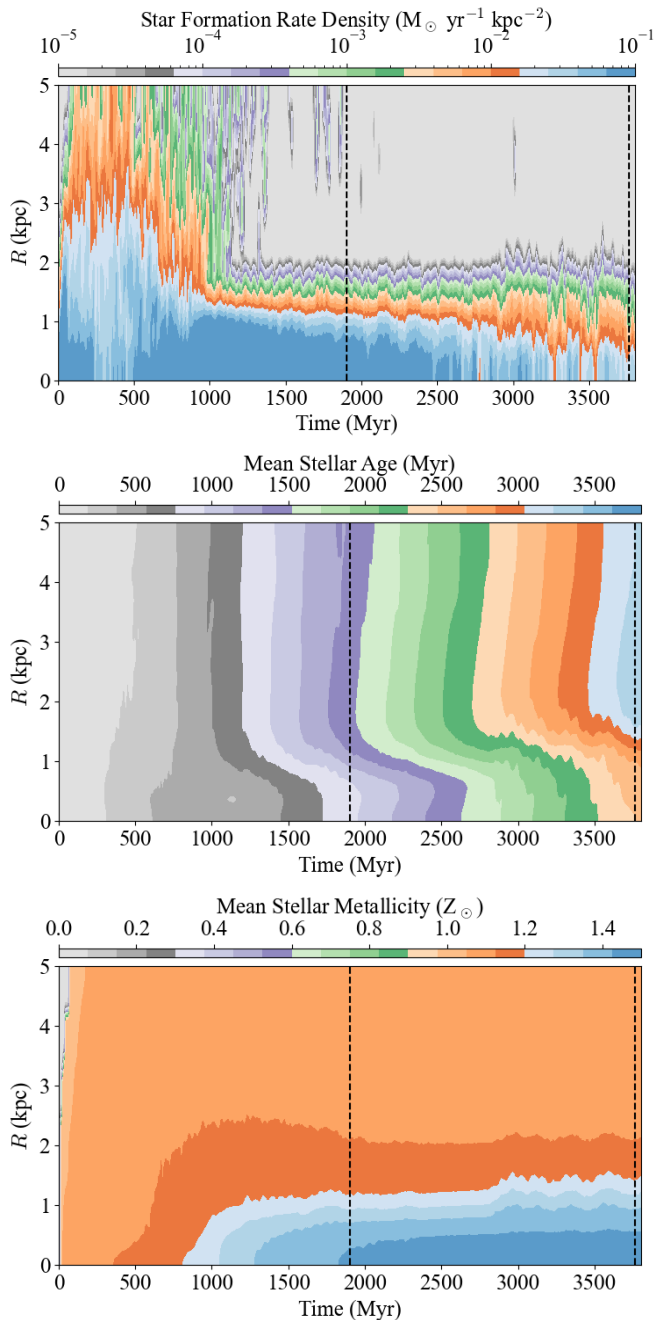 Star Formation Rate Density (M⊙ yr⁻¹ kpc⁻²)
10⁻⁵ 10⁻⁴ 10⁻³ 10⁻² 10⁻¹
5
4
3
2
1
0
R (kpc)
0 500 1000 1500 2000 2500 3000 3500
Time (Myr)
Mean Stellar Age (Myr)
0 500 1000 1500 2000 2500 3000 3500
5
4
3
2
1
0
R (kpc)
0 500 1000 1500 2000 2500 3000 3500
Time (Myr)
Mean Stellar Metallicity (Z⊙)
0.0 0.2 0.4 0.6 0.8 1.0 1.2 1.4
5
4
3
2
1
0
R (kpc)
0 500 1000 1500 2000 2500 3000 3500
Time (Myr)